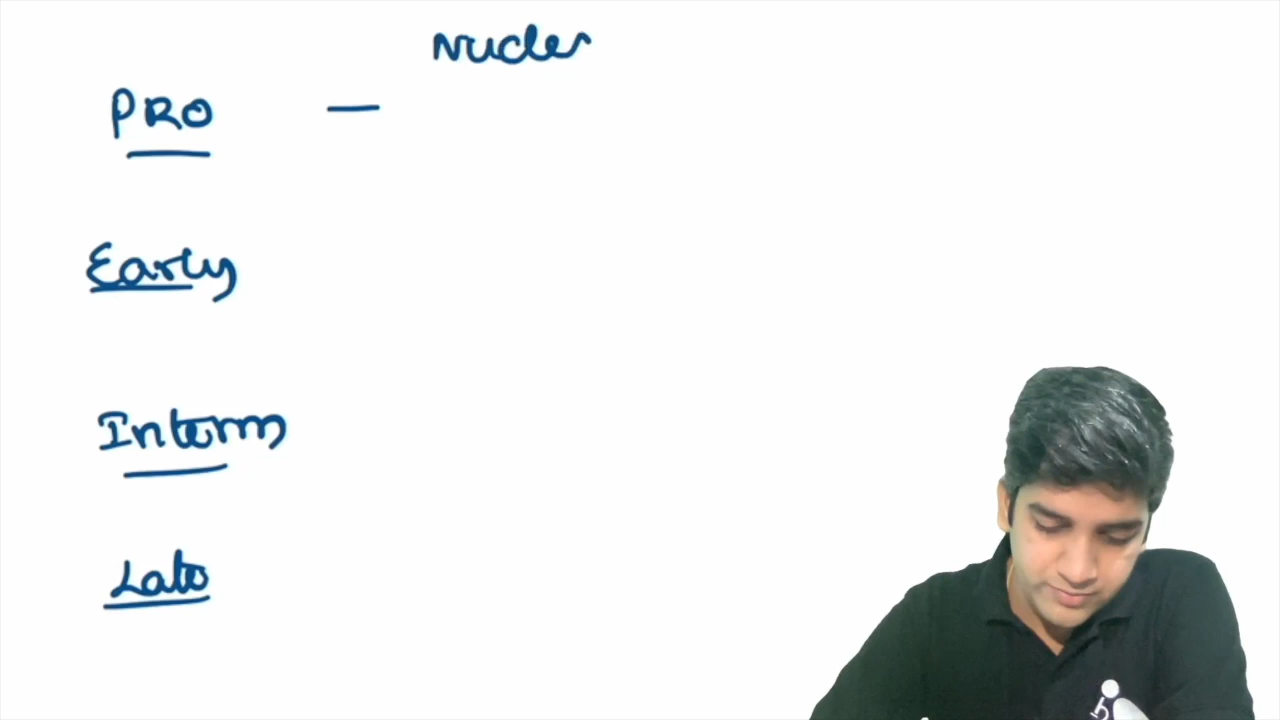 Nucle
PRO —
Early
Interm
Late